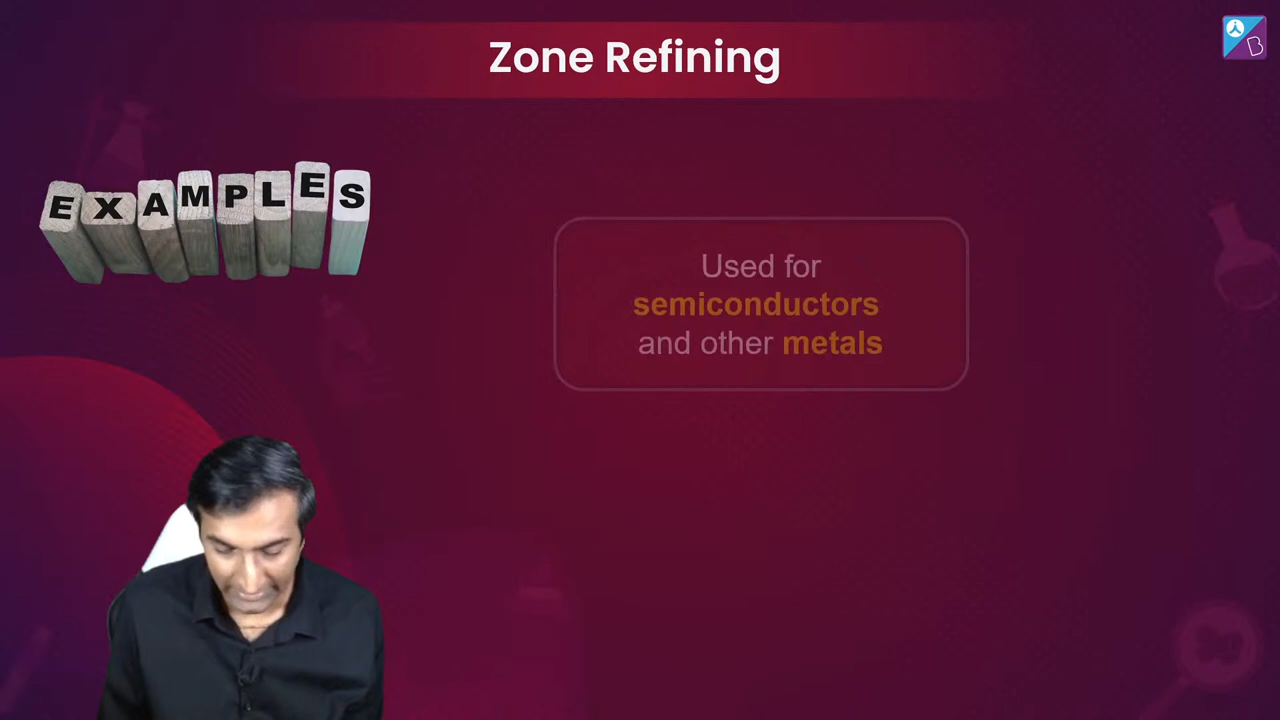 Zone Refining
EXAMPLES
Used for
semiconductors
and other metals
B